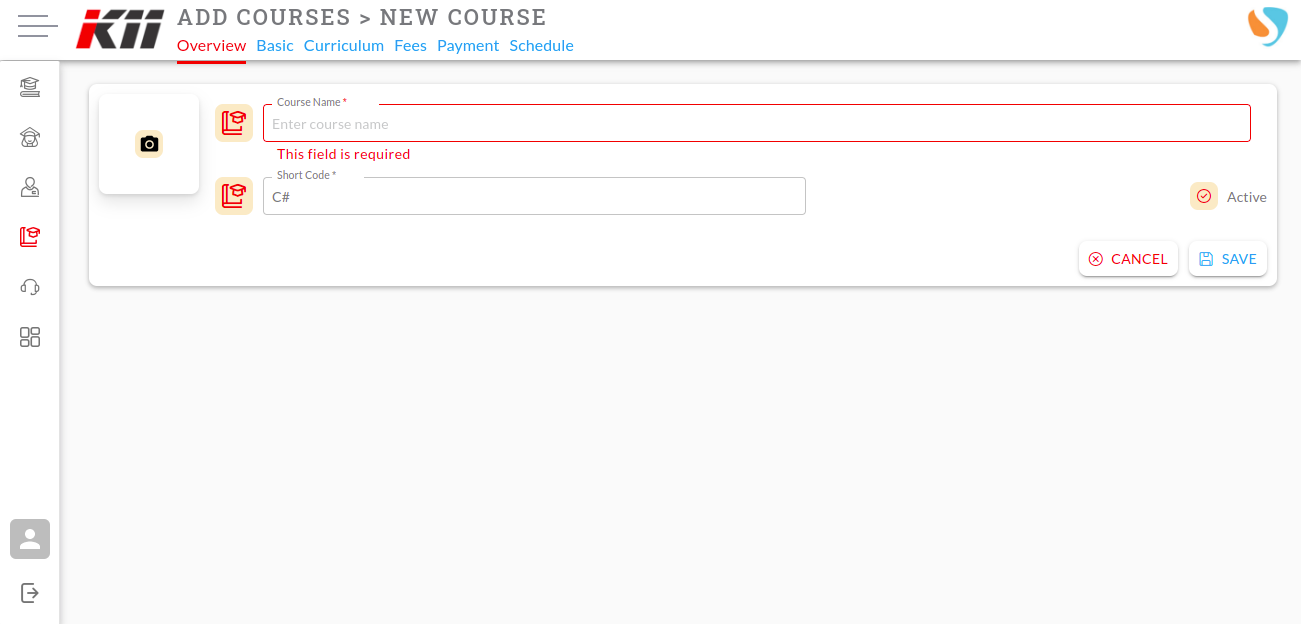 KII
ADD COURSES > NEW COURSE
Overview Basic Curriculum Fees Payment Schedule
Course Name *
Enter course name
This field is required
Short Code *
C#
Active
CANCEL SAVE